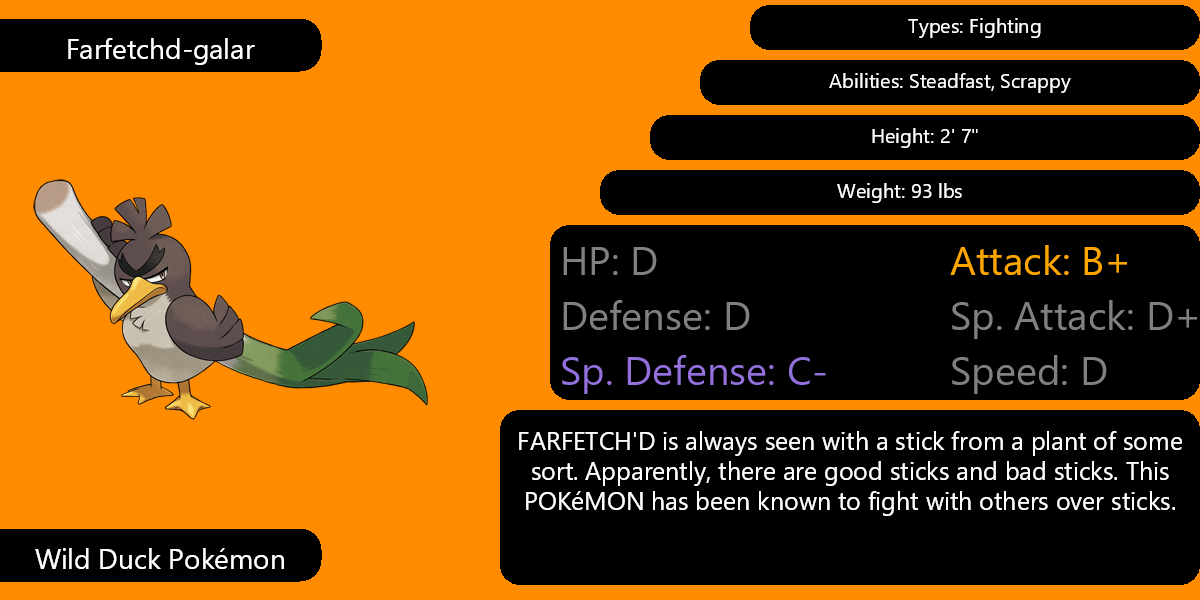 Farfetchd-galar
Types: Fighting
Abilities: Steadfast, Scrappy
Height: 2' 7"
Weight: 93 lbs
HP: D
Attack: B+
Defense: D
Sp. Attack: D+
Sp. Defense: C-
Speed: D
FARFETCH'D is always seen with a stick from a plant of some
sort. Apparently, there are good sticks and bad sticks. This
POKéMON has been known to fight with others over sticks.
Wild Duck Pokémon